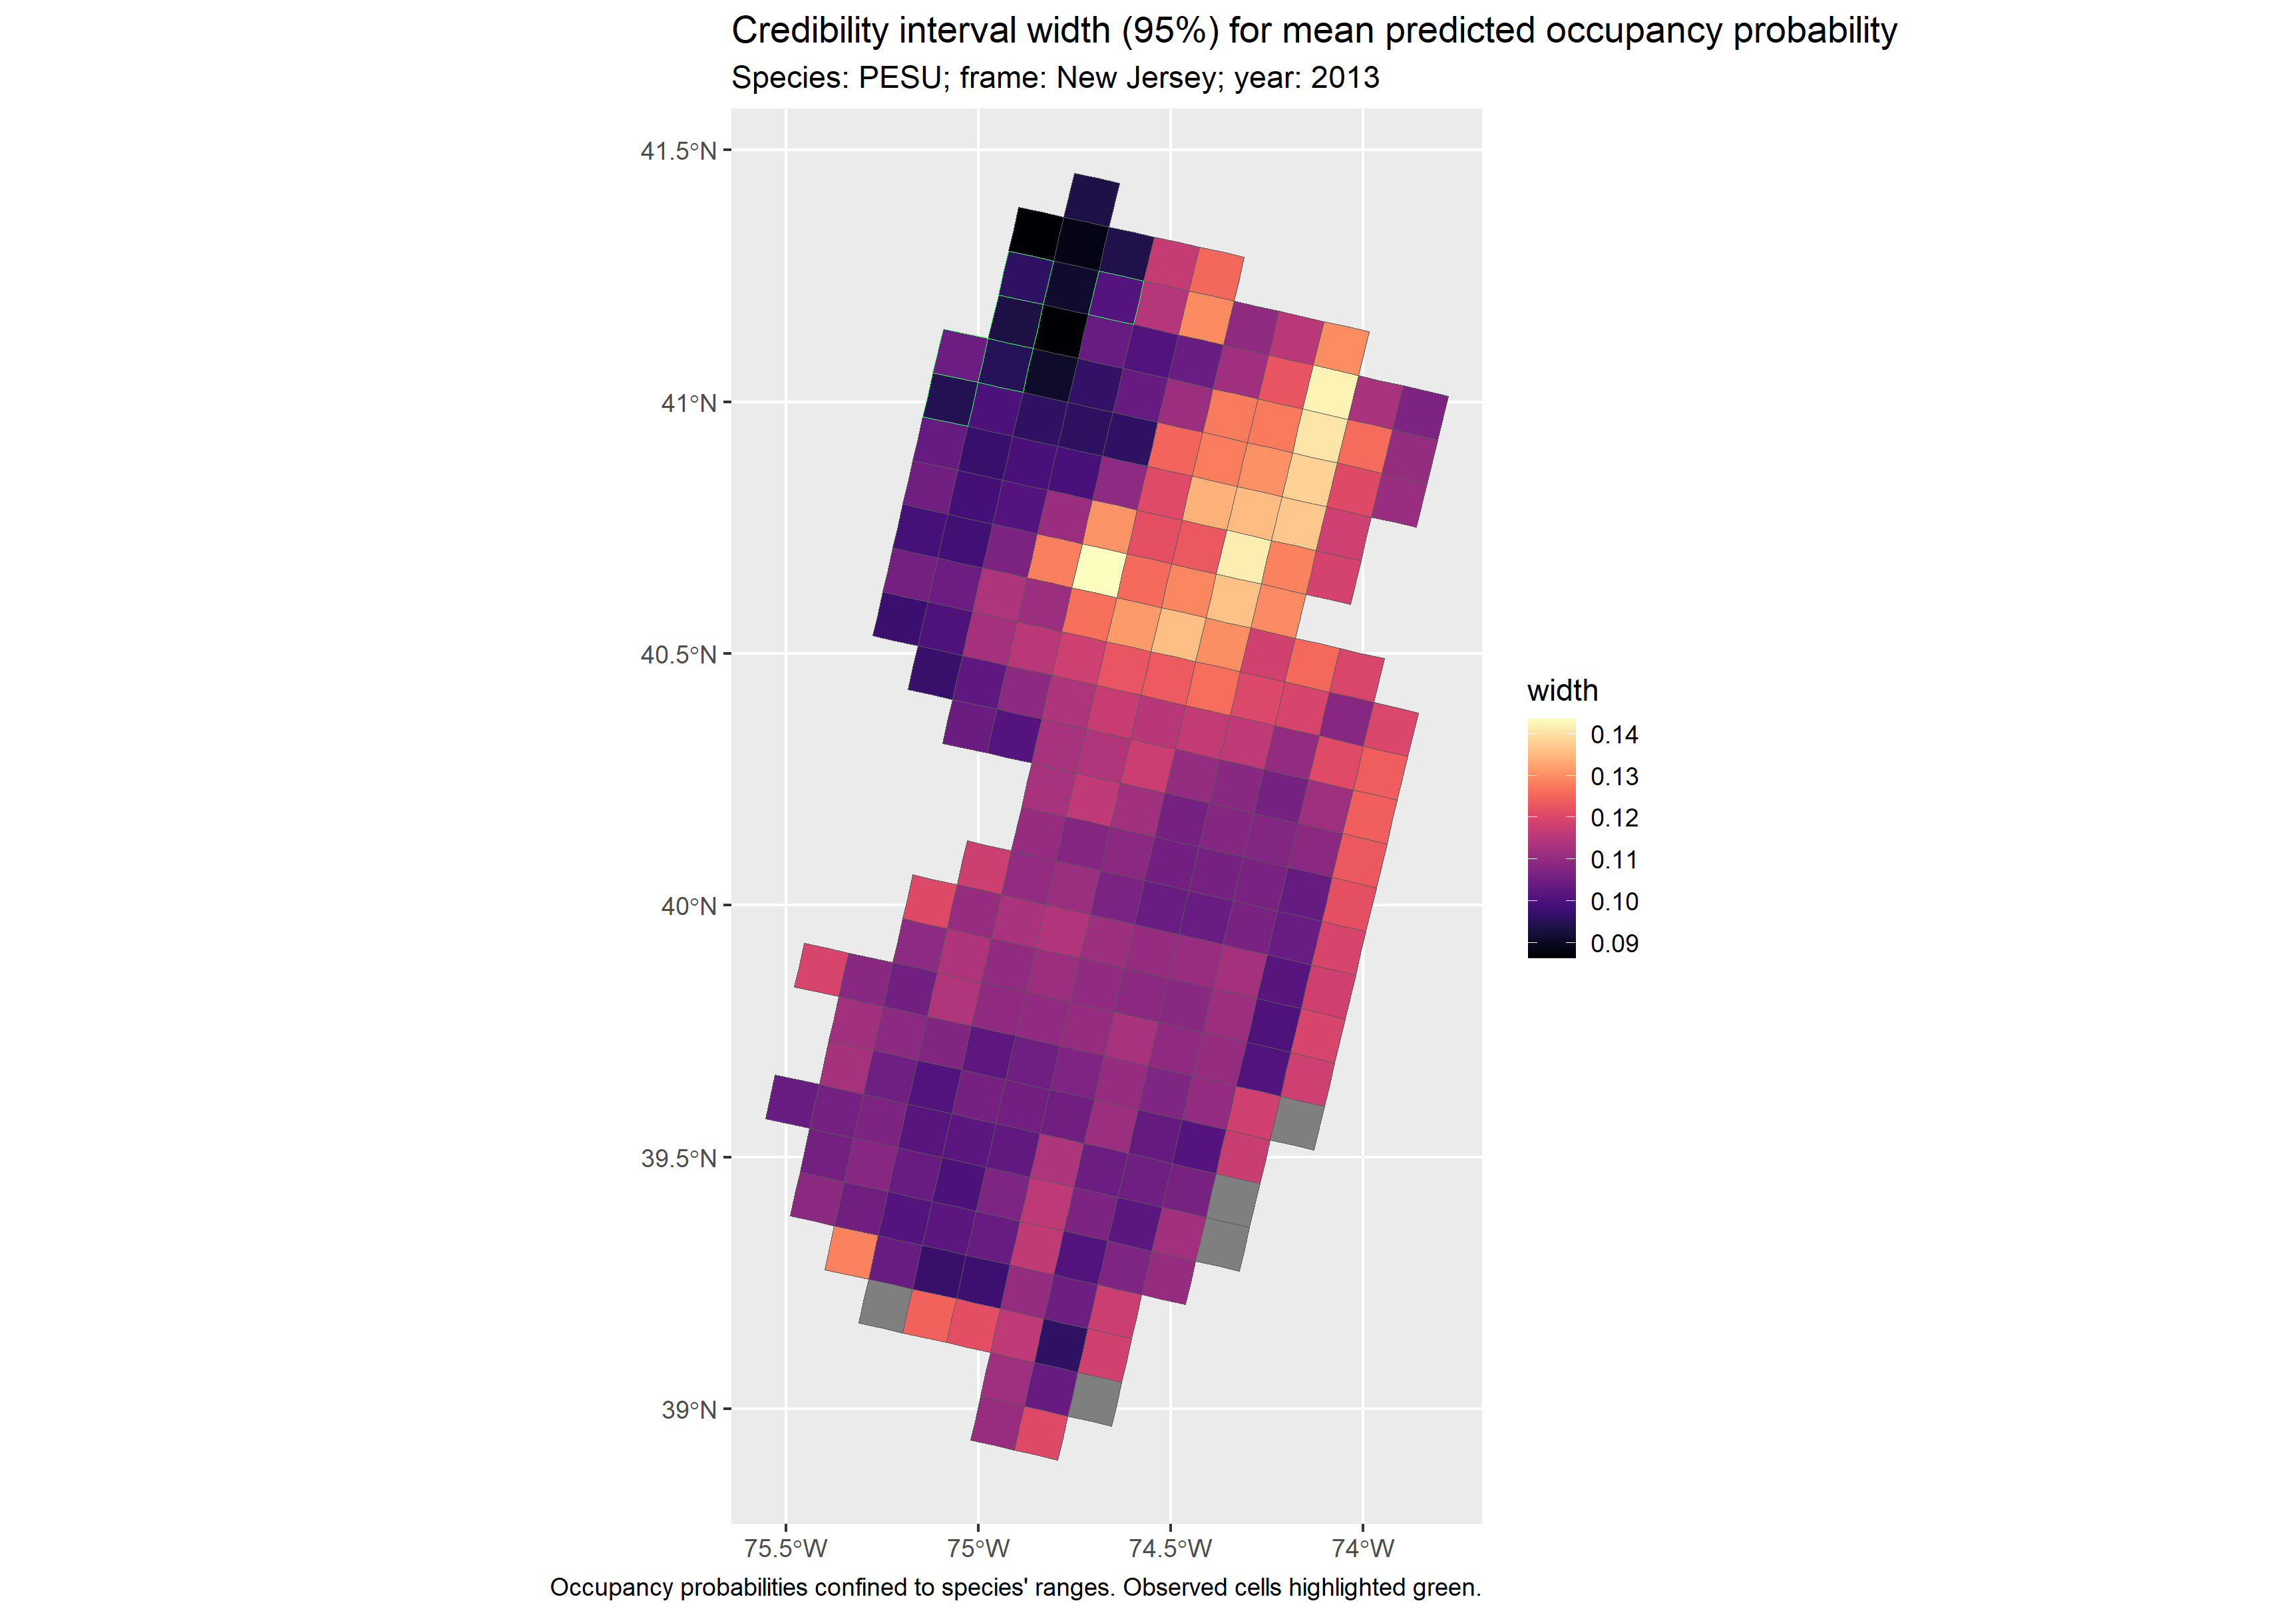 Credibility interval width (95%) for mean predicted occupancy probability
Species: PESU; frame: New Jersey; year: 2013
41.5°N
41°N
40.5°N
40°N
39.5°N
39°N
75.5°W
75°W
74.5°W
74°W
width
0.14
0.13
0.12
0.11
0.10
0.09
Occupancy probabilities confined to species' ranges. Observed cells highlighted green.